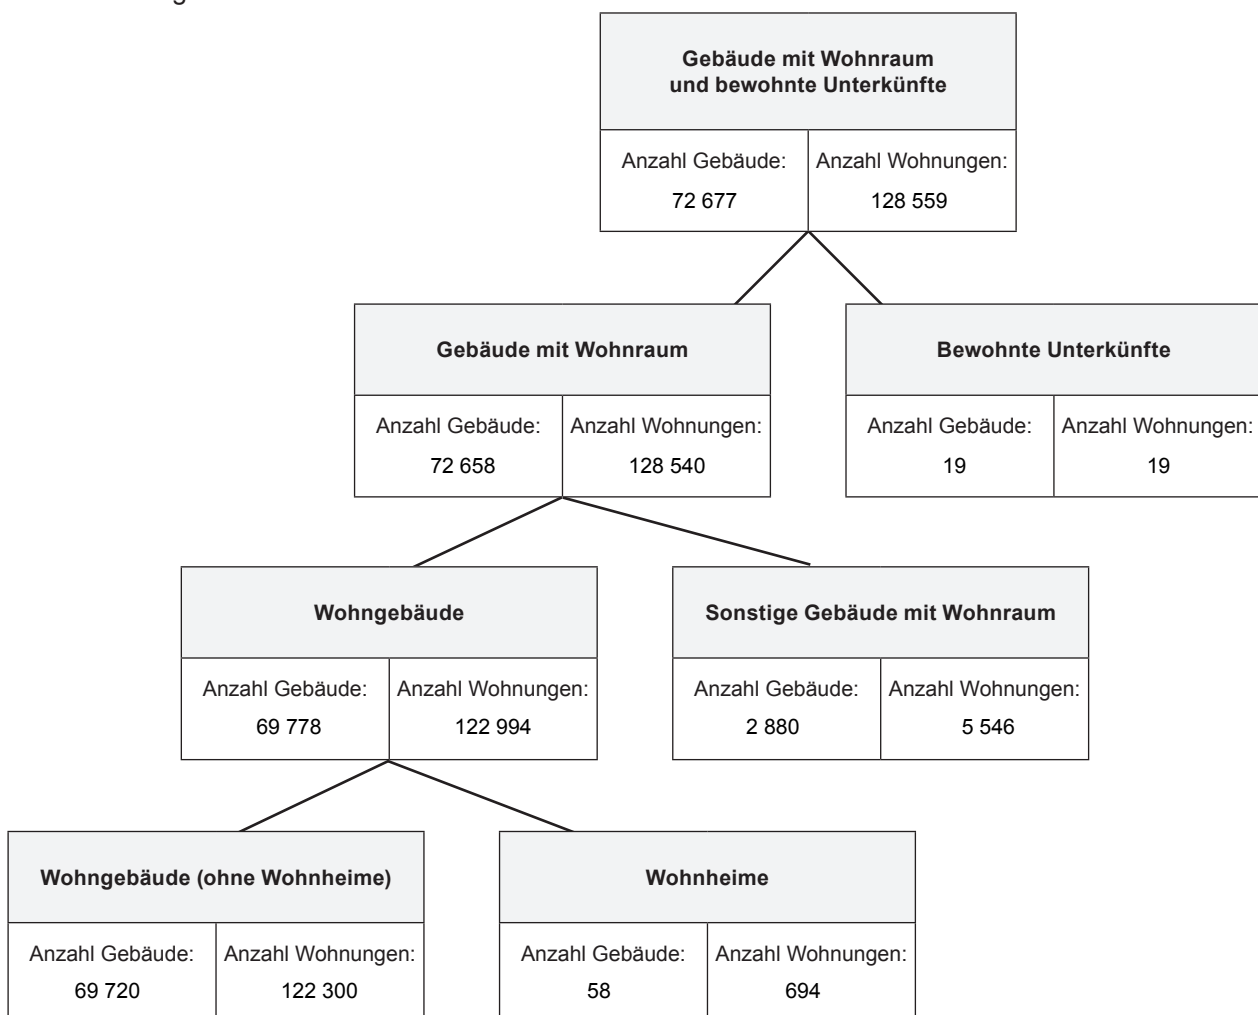 Gebäude mit Wohnraum
und bewohnte Unterkünfte
Anzahl Gebäude: Anzahl Wohnungen:
72 677 128 559
Gebäude mit Wohnraum Bewohnte Unterkünfte
Anzahl Gebäude: Anzahl Wohnungen: Anzahl Gebäude: Anzahl Wohnungen:
72 658 128 540 19 19
Wohngebäude Sonstige Gebäude mit Wohnraum
Anzahl Gebäude: Anzahl Wohnungen: Anzahl Gebäude: Anzahl Wohnungen:
69 778 122 994 2 880 5 546
Wohngebäude (ohne Wohnheime) Wohnheime
Anzahl Gebäude: Anzahl Wohnungen: Anzahl Gebäude: Anzahl Wohnungen:
69 720 122 300 58 694